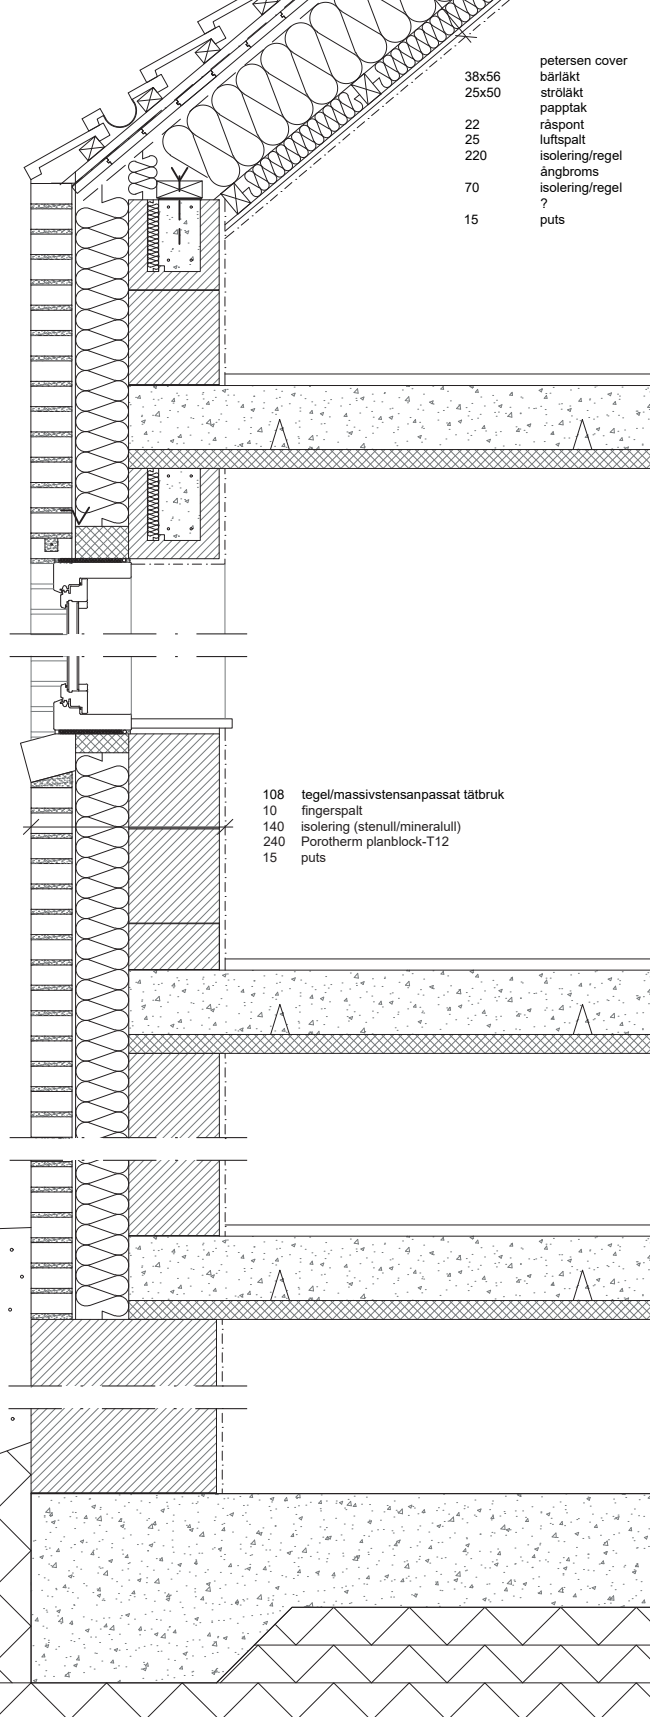 petersen cover
38x56 bärläkt
25x50 ströläkt
papptak
22 råspont
25 luftspalt
220 isolering/regel
ångbroms
70 isolering/regel
?
15 puts
108 tegel/massivstensanpassat tätbruk
10 fingerspalt
140 isolering (stenull/mineralull)
240 Porotherm planblock-T12
15 puts